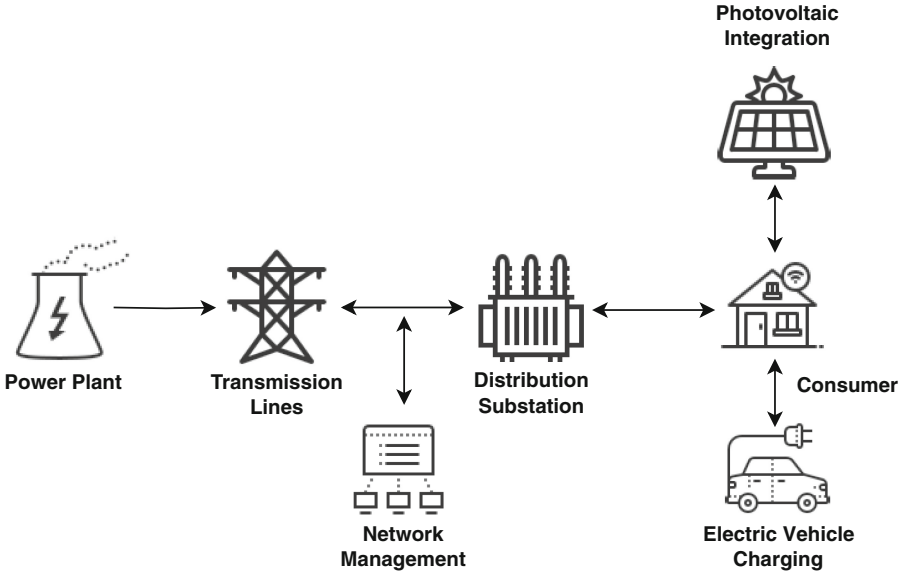 Photovoltaic
Integration
Power Plant
Transmission
Lines
Distribution
Substation
Consumer
Network
Management
Electric Vehicle
Charging